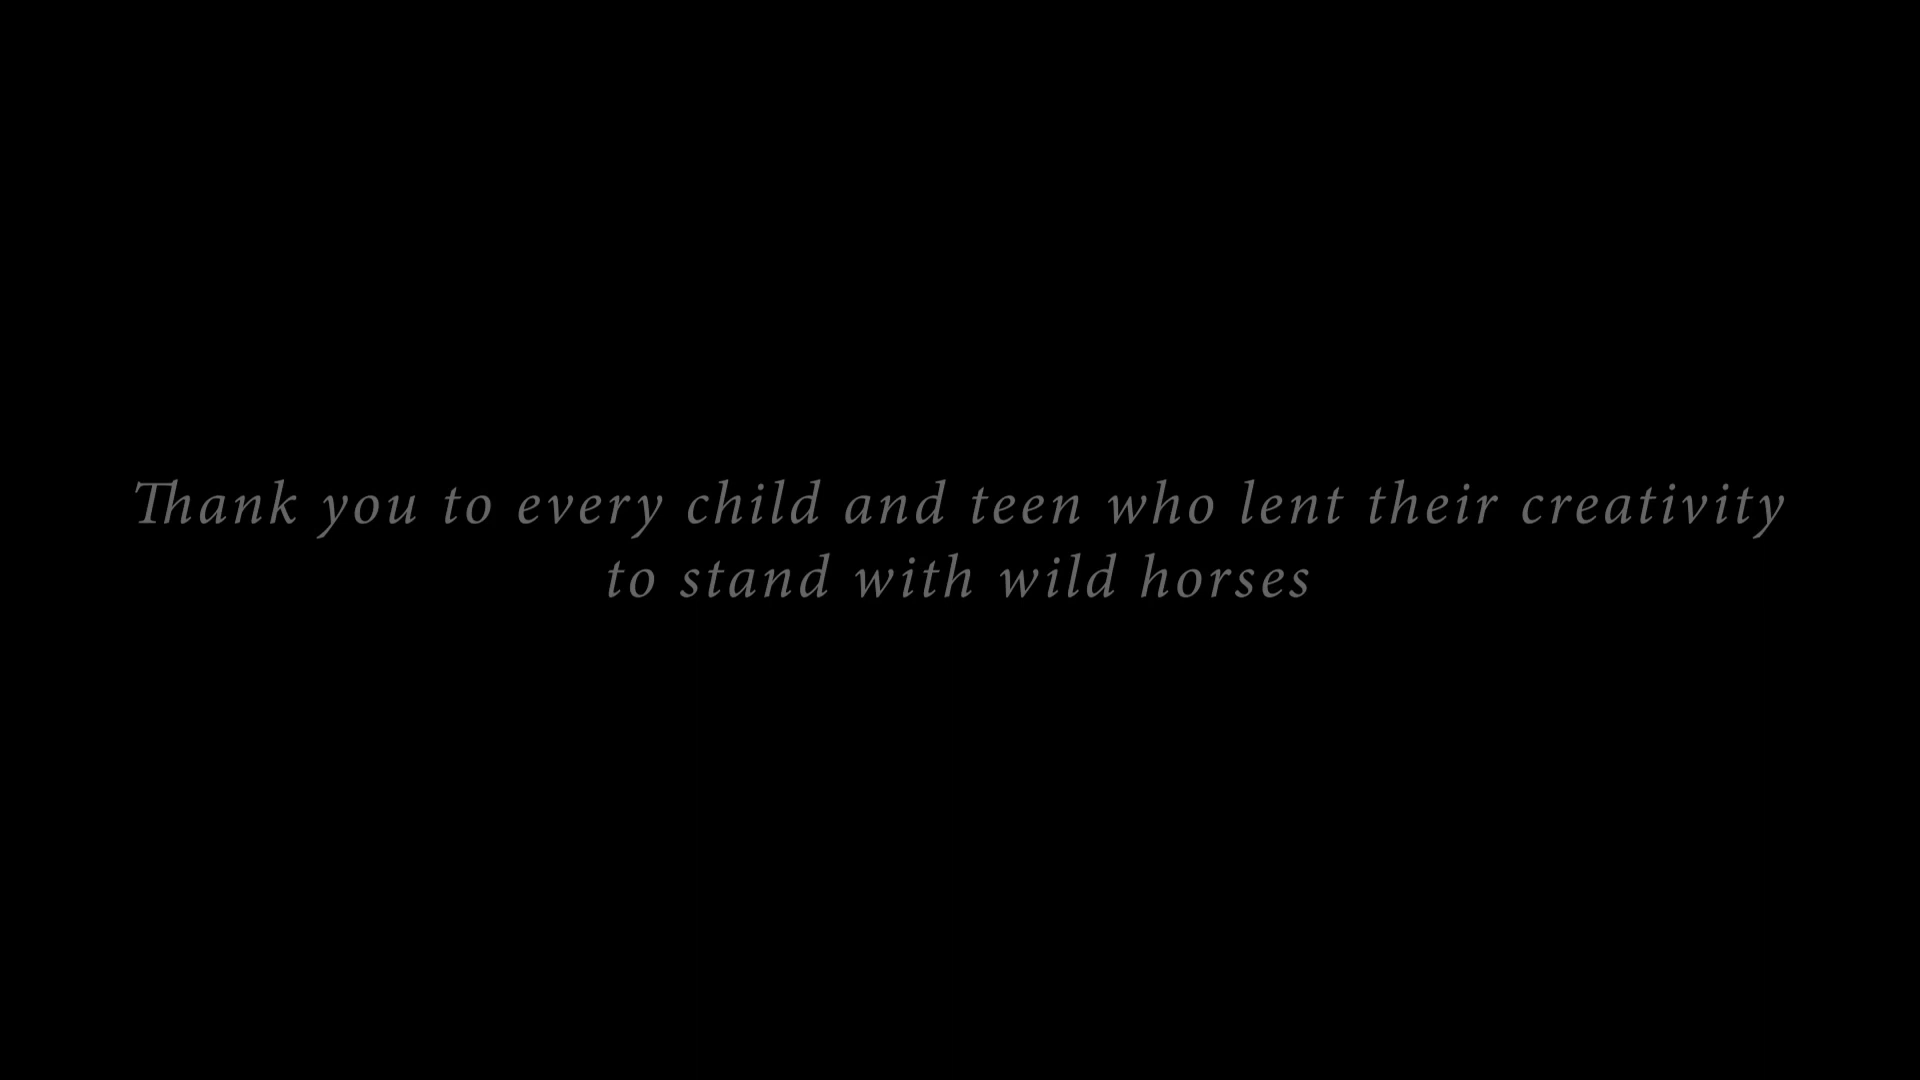 Thank you to every child and teen who lent their creativity
to stand with wild horses